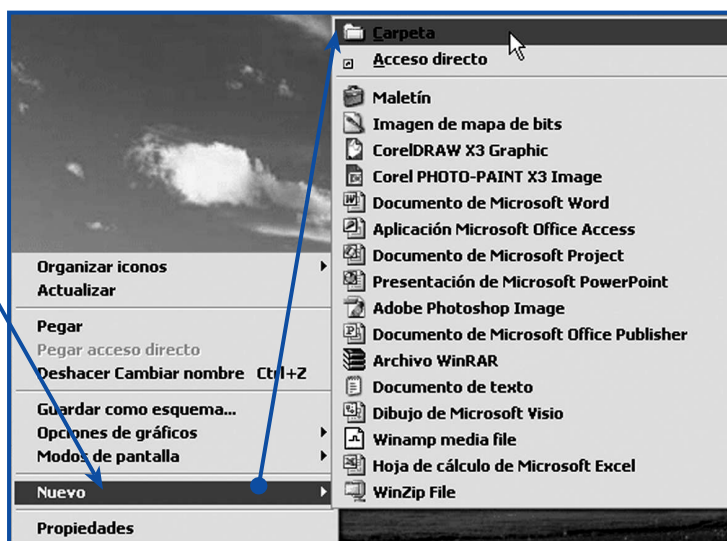 Organizar iconos
Actualizar
Pegar
Pegar acceso directo
Deshacer Cambiar nombre Ctrl+Z
Guardar como esquema...
Opciones de gráficos
Modos de pantalla
Nuevo
Propiedades
Carpeta
Acceso directo
Maletín
Imagen de mapa de bits
CorelDRAW X3 Graphic
Corel PHOTO-PAINT X3 Image
Documento de Microsoft Word
Aplicación Microsoft Office Access
Documento de Microsoft Project
Presentación de Microsoft PowerPoint
Adobe Photoshop Image
Documento de Microsoft Office Publisher
Archivo WinRAR
Documento de texto
Dibujo de Microsoft Visio
Winamp media file
Hoja de cálculo de Microsoft Excel
WinZip File